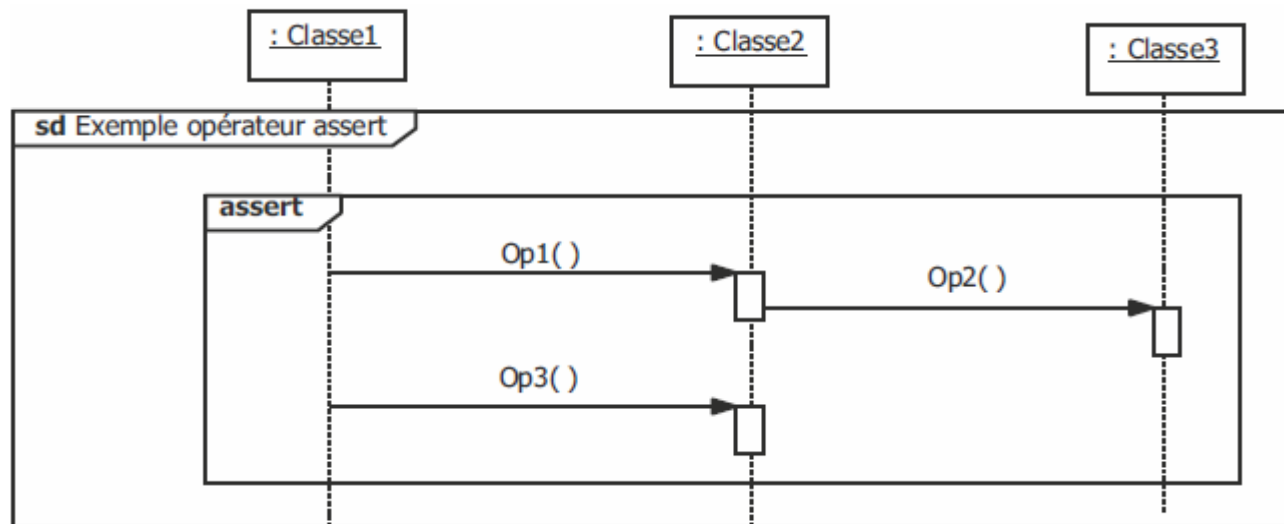 : Classe1
: Classe2
: Classe3
sd Exemple opérateur assert
assert
Op1( )
Op2( )
Op3( )